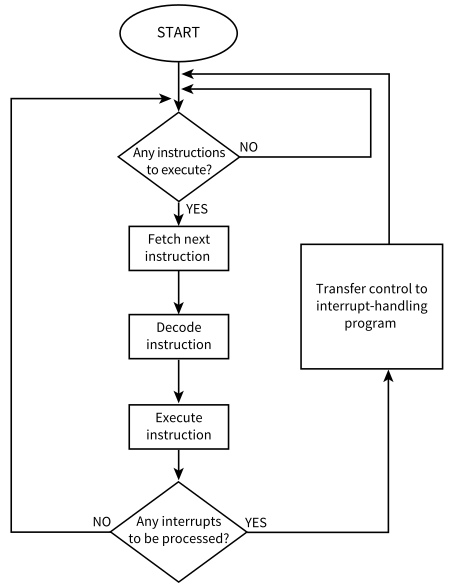 START
Any instructions
to execute?
NO
YES
Fetch next
instruction
Transfer control to
interrupt-handling
program
Decode
instruction
Execute
instruction
NO
Any interrupts
to be processed?
YES